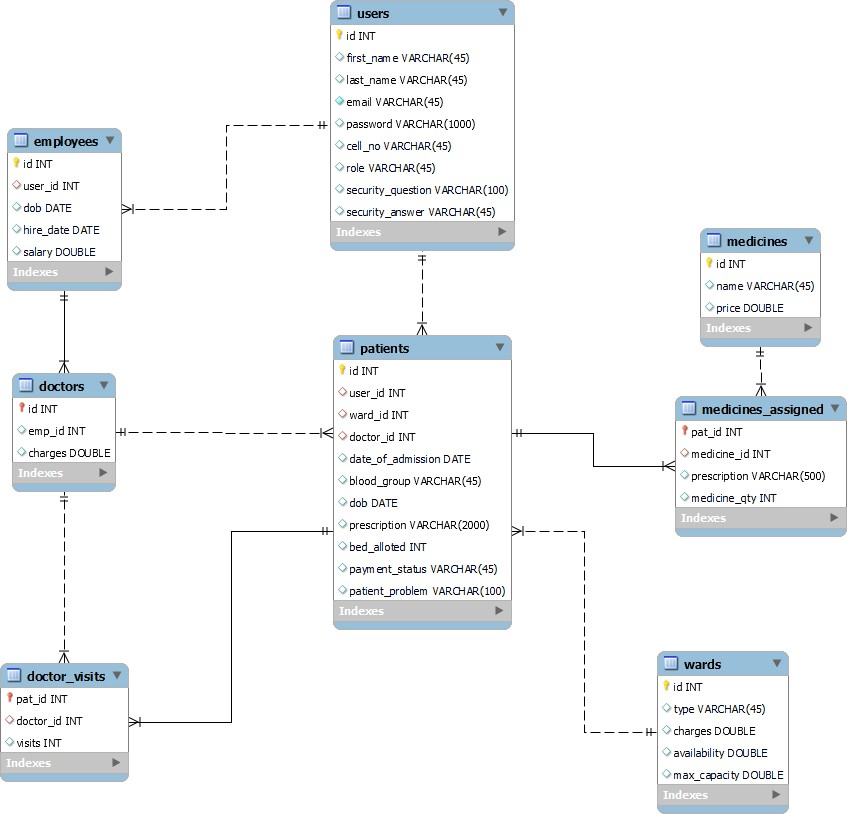 users
id INT
first_name VARCHAR(45)
last_name VARCHAR(45)
email VARCHAR(45)
password VARCHAR(1000)
cell_no VARCHAR(45)
role VARCHAR(45)
security_question VARCHAR(100)
security_answer VARCHAR(45)
Indexes
employees
id INT
user_id INT
dob DATE
hire_date DATE
salary DOUBLE
Indexes
medicines
id INT
name VARCHAR(45)
price DOUBLE
Indexes
patients
id INT
user_id INT
ward_id INT
doctor_id INT
date_of_admission DATE
blood_group VARCHAR(45)
dob DATE
prescription VARCHAR(2000)
bed_alloted INT
payment_status VARCHAR(45)
patient_problem VARCHAR(100)
Indexes
doctors
id INT
emp_id INT
charges DOUBLE
Indexes
medicines_assigned
pat_id INT
medicine_id INT
prescription VARCHAR(500)
medicine_qty INT
Indexes
doctor_visits
pat_id INT
doctor_id INT
visits INT
Indexes
wards
id INT
type VARCHAR(45)
charges DOUBLE
availability DOUBLE
max_capacity DOUBLE
Indexes